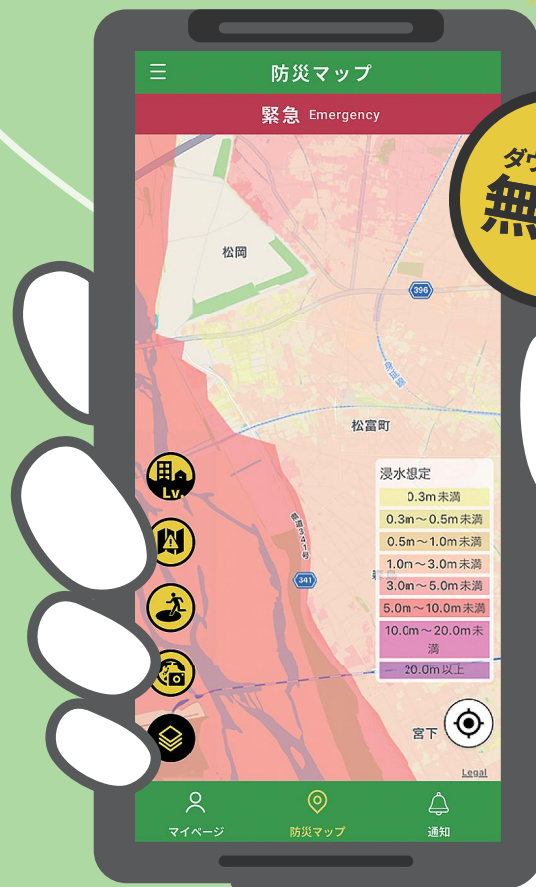 防災マップ
緊急 Emergency
ダウ
無
松岡
396
松富町
浸水想定
0.3m未満
0.3m～0.5m未満
0.5m～1.0m未満
1.0m～3.0m未満
3.0m～5.0m未満
5.0m～10.0m未満
10.0m～20.0m未
満
20.0m以上
県道341号
341
Lv.
宮下
Legal
マイページ
防災マップ
通知